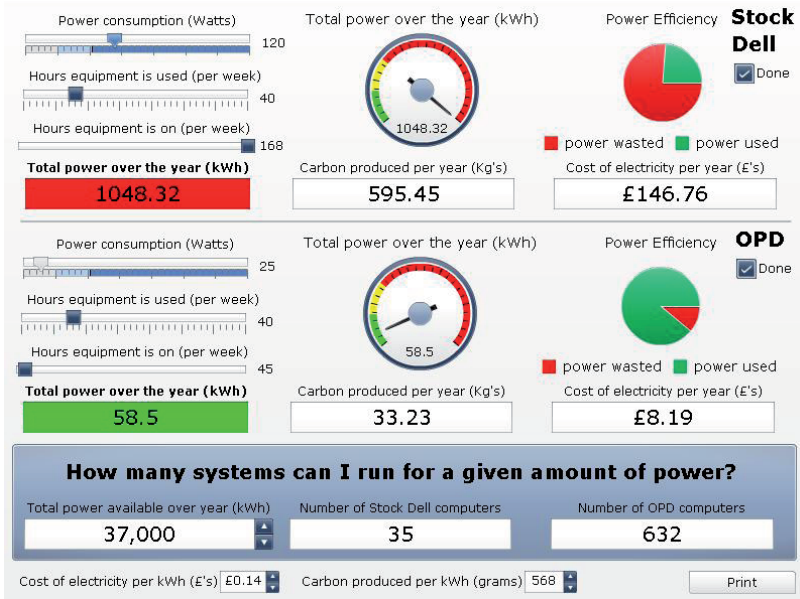 Power consumption (Watts)
120
Hours equipment is used (per week)
40
Hours equipment is on (per week)
168
Total power over the year (kWh)
1048.32
Total power over the year (kWh)
1048.32
Carbon produced per year (Kg's)
595.45
Power Efficiency
Stock
Dell
Done
power wasted power used
Cost of electricity per year (£'s)
£146.76
Power consumption (Watts)
25
Hours equipment is used (per week)
40
Hours equipment is on (per week)
45
Total power over the year (kWh)
58.5
Total power over the year (kWh)
58.5
Carbon produced per year (Kg's)
33.23
Power Efficiency
OPD
Done
power wasted power used
Cost of electricity per year (£'s)
£8.19
How many systems can I run for a given amount of power?
Total power available over year (kWh)
37,000
Number of Stock Dell computers
35
Number of OPD computers
632
Cost of electricity per kWh (£'s) £0.14
Carbon produced per kWh (grams) 568
Print